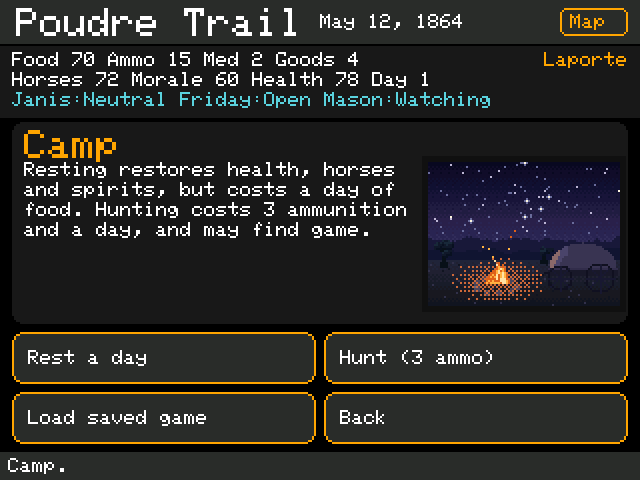 Poudre Trail May 12, 1864 Map
Food 70 Ammo 15 Med 2 Goods 4 Laporte
Horses 72 Morale 60 Health 78 Day 1
Janis:Neutral Friday:Open Mason:Watching
Camp
Resting restores health, horses
and spirits, but costs a day of
food. Hunting costs 3 ammunition
and a day, and may find game.
Rest a day
Hunt (3 ammo)
Load saved game
Back
Camp.